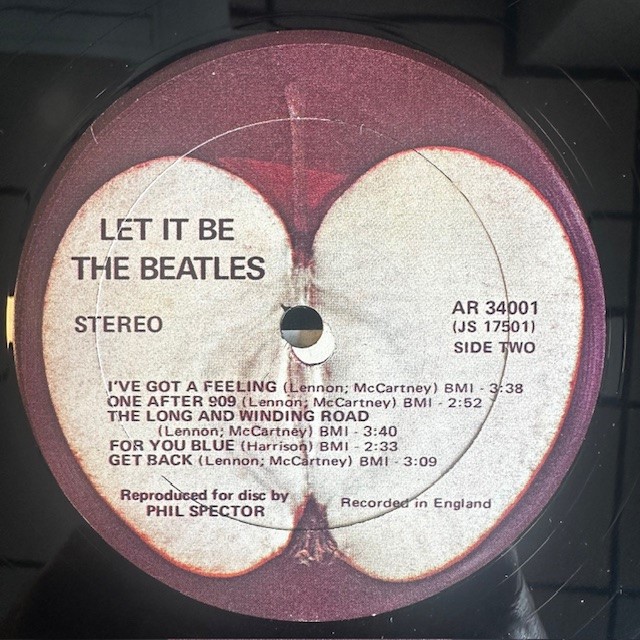 LET IT BE
THE BEATLES
STEREO
AR 34001
(JS 17501)
SIDE TWO
I'VE GOT A FEELING (Lennon; McCartney) BMI - 3:38
ONE AFTER 909 (Lennon; McCartney) BMI - 2:52
THE LONG AND WINDING ROAD
(Lennon; McCartney) BMI - 3:40
FOR YOU BLUE (Harrison) BMI - 2:33
GET BACK (Lennon; McCartney) BMI - 3:09
Reproduced for disc by
PHIL SPECTOR
Recorded in England